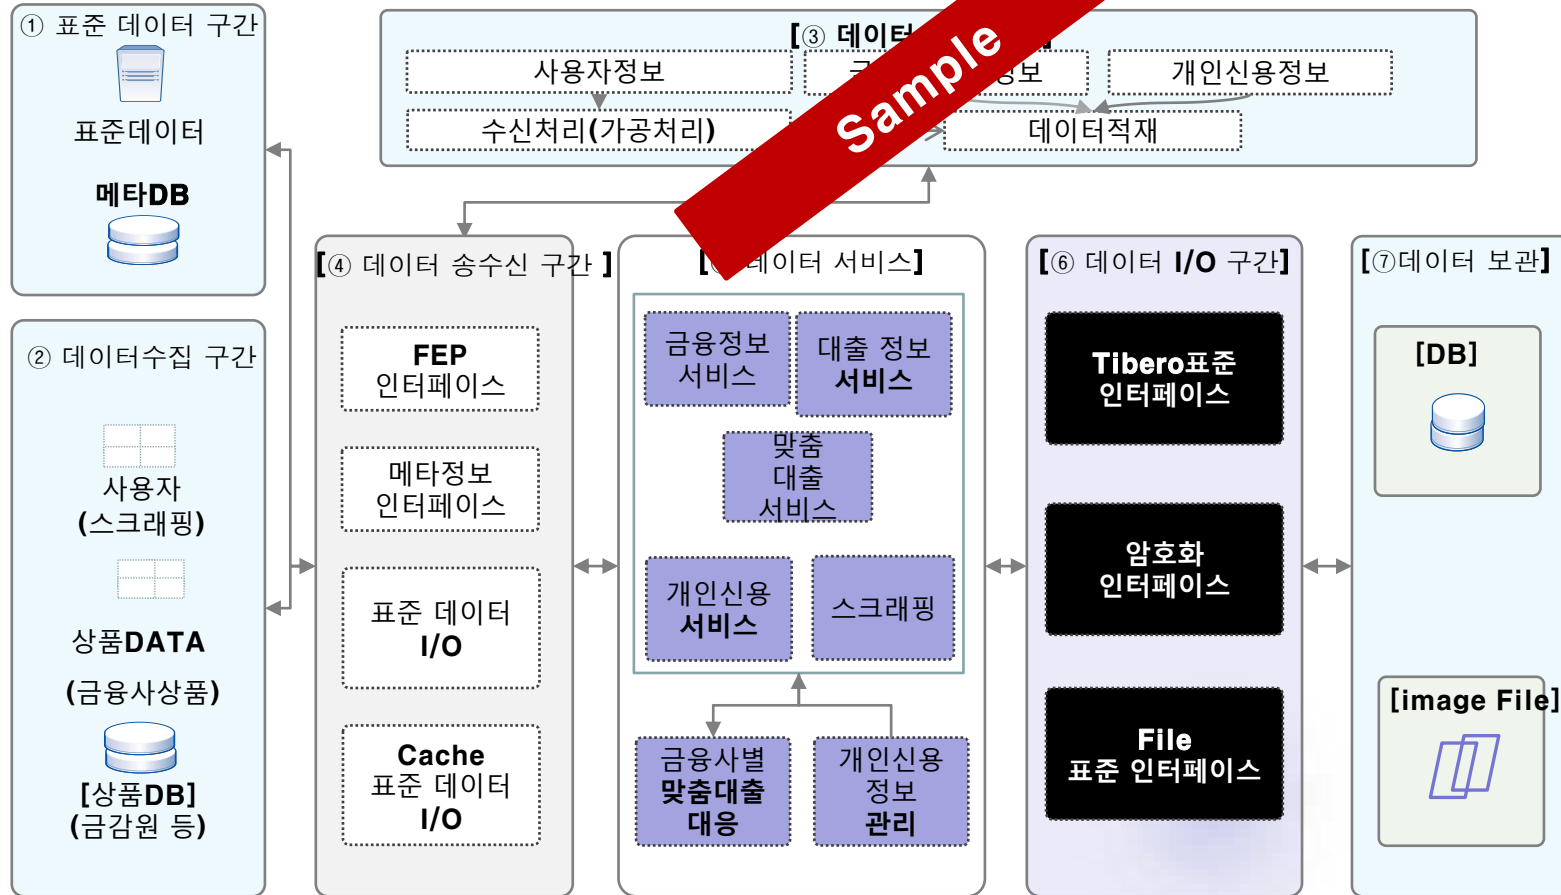 ① 표준 데이터 구간
표준데이터
메타DB
② 데이터수집 구간
사용자
(스크래핑)
상품DATA
(금융사상품)
[상품DB]
(금감원 등)
[③ 데이터
사용자정보
정보
개인신용정보
수신처리(가공처리)
데이터적재
Sample
[④ 데이터 송수신 구간 ]
FEP
인터페이스
메타정보
인터페이스
표준 데이터
I/O
Cache
표준 데이터
I/O
데이터 서비스]
금융정보
서비스
대출 정보
서비스
맞춤
대출
서비스
개인신용
서비스
스크래핑
금융사별
맞춤대출
대응
개인신용
정보
관리
[⑥ 데이터 I/O 구간]
Tibero표준
인터페이스
암호화
인터페이스
File
표준 인터페이스
[⑦데이터 보관]
[DB]
[image File]